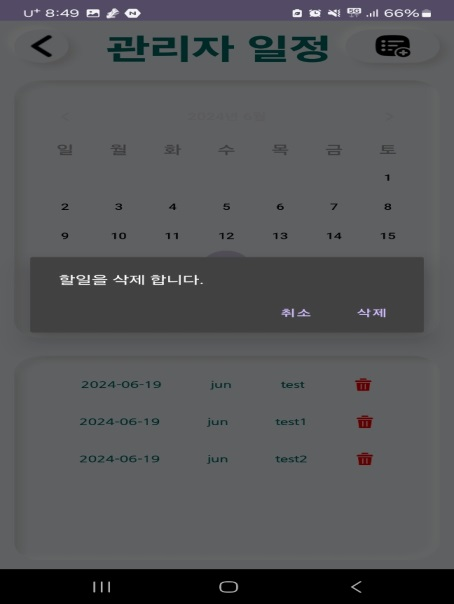 U+ 8:49 66%
관리자 일정
2024년 6월
일 월 화 수 목 금 토
1
2 3 4 5 6 7 8
9 10 11 12 13 14 15
할일을 삭제 합니다.
취소 삭제
2024-06-19 jun test
2024-06-19 jun test1
2024-06-19 jun test2